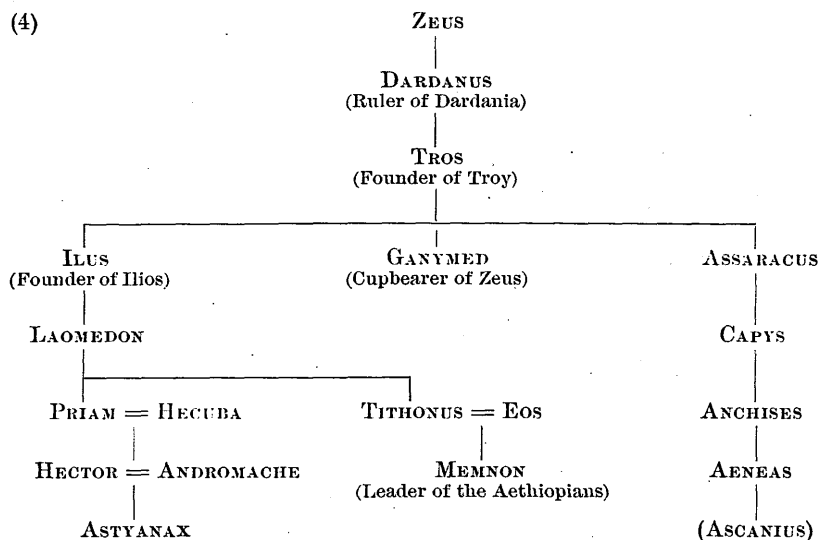 (4)
ZEUS
DARDANUS
(Ruler of Dardania)
TROS
(Founder of Troy)
ILUS GANYMED ASSARACUS
(Founder of Ilios) (Cupbearer of Zeus)
LAOMEDON CAPYS
PRIAM = HECUBA TITHONUS = EOS ANCHISES
HECTOR = ANDROMACHE MEMNON AENEAS
(Leader of the Aethiopians)
ASTYANAX (ASCANIUS)